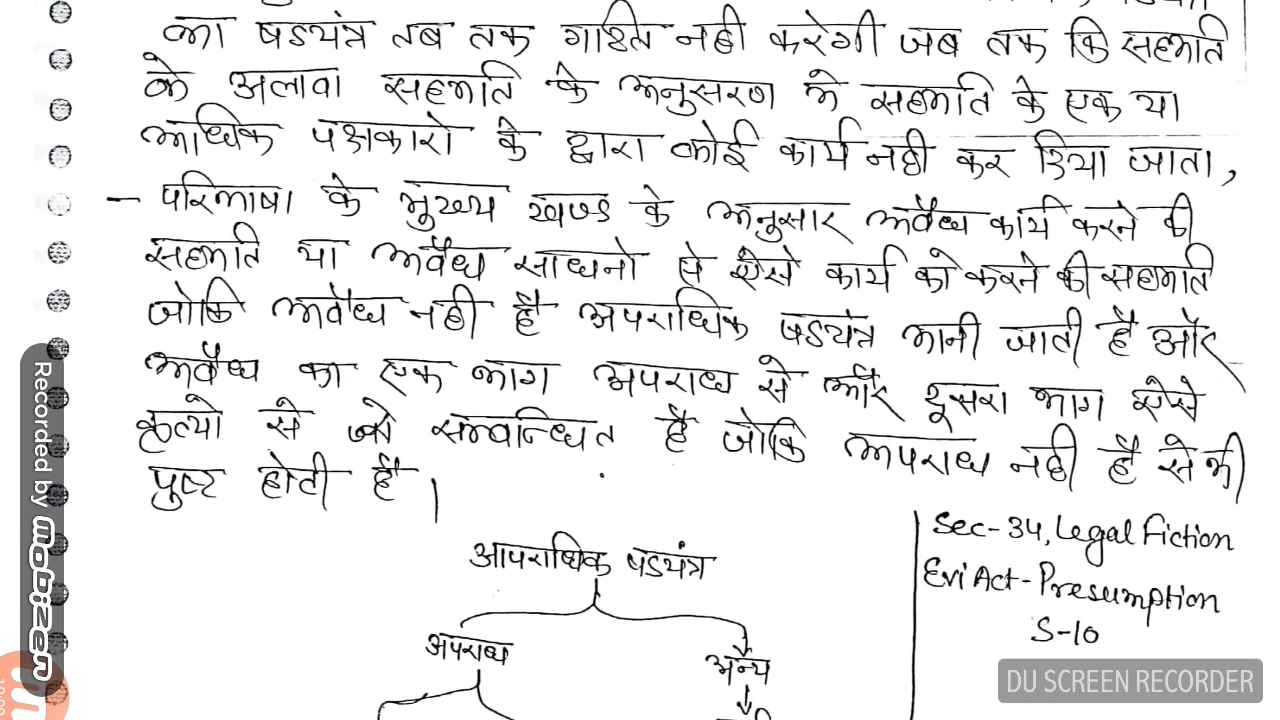 का षडयंत्र तब तक गठित नही करेगी जब तक कि सहमति
के अलावा सहमति के अनुसरण मे सहमति के एक या
अधिक पक्षकारो के द्वारा कोई कार्य नही कर दिया जाता,
- परिभाषा के मुख्य खण्ड के अनुसार अवैध कार्य करने की
सहमति या अवैध साधनो से ऐसे कार्य को करने की सहमति
जोकि अवैध नही है अपराधिक षडयंत्र मानी जाती है और
अवैध का एक भाग अपराध से और दूसरा भाग ऐसे
कृत्यो से सम्बन्धित है जोकि अपराध नही है से भी
पुष्ट होती है।
आपराधिक षडयंत्र
अपराध
अन्य
Sec-34, Legal Fiction
Evi Act - Presumption
S-10
Recorded by mobizen
DU SCREEN RECORDER